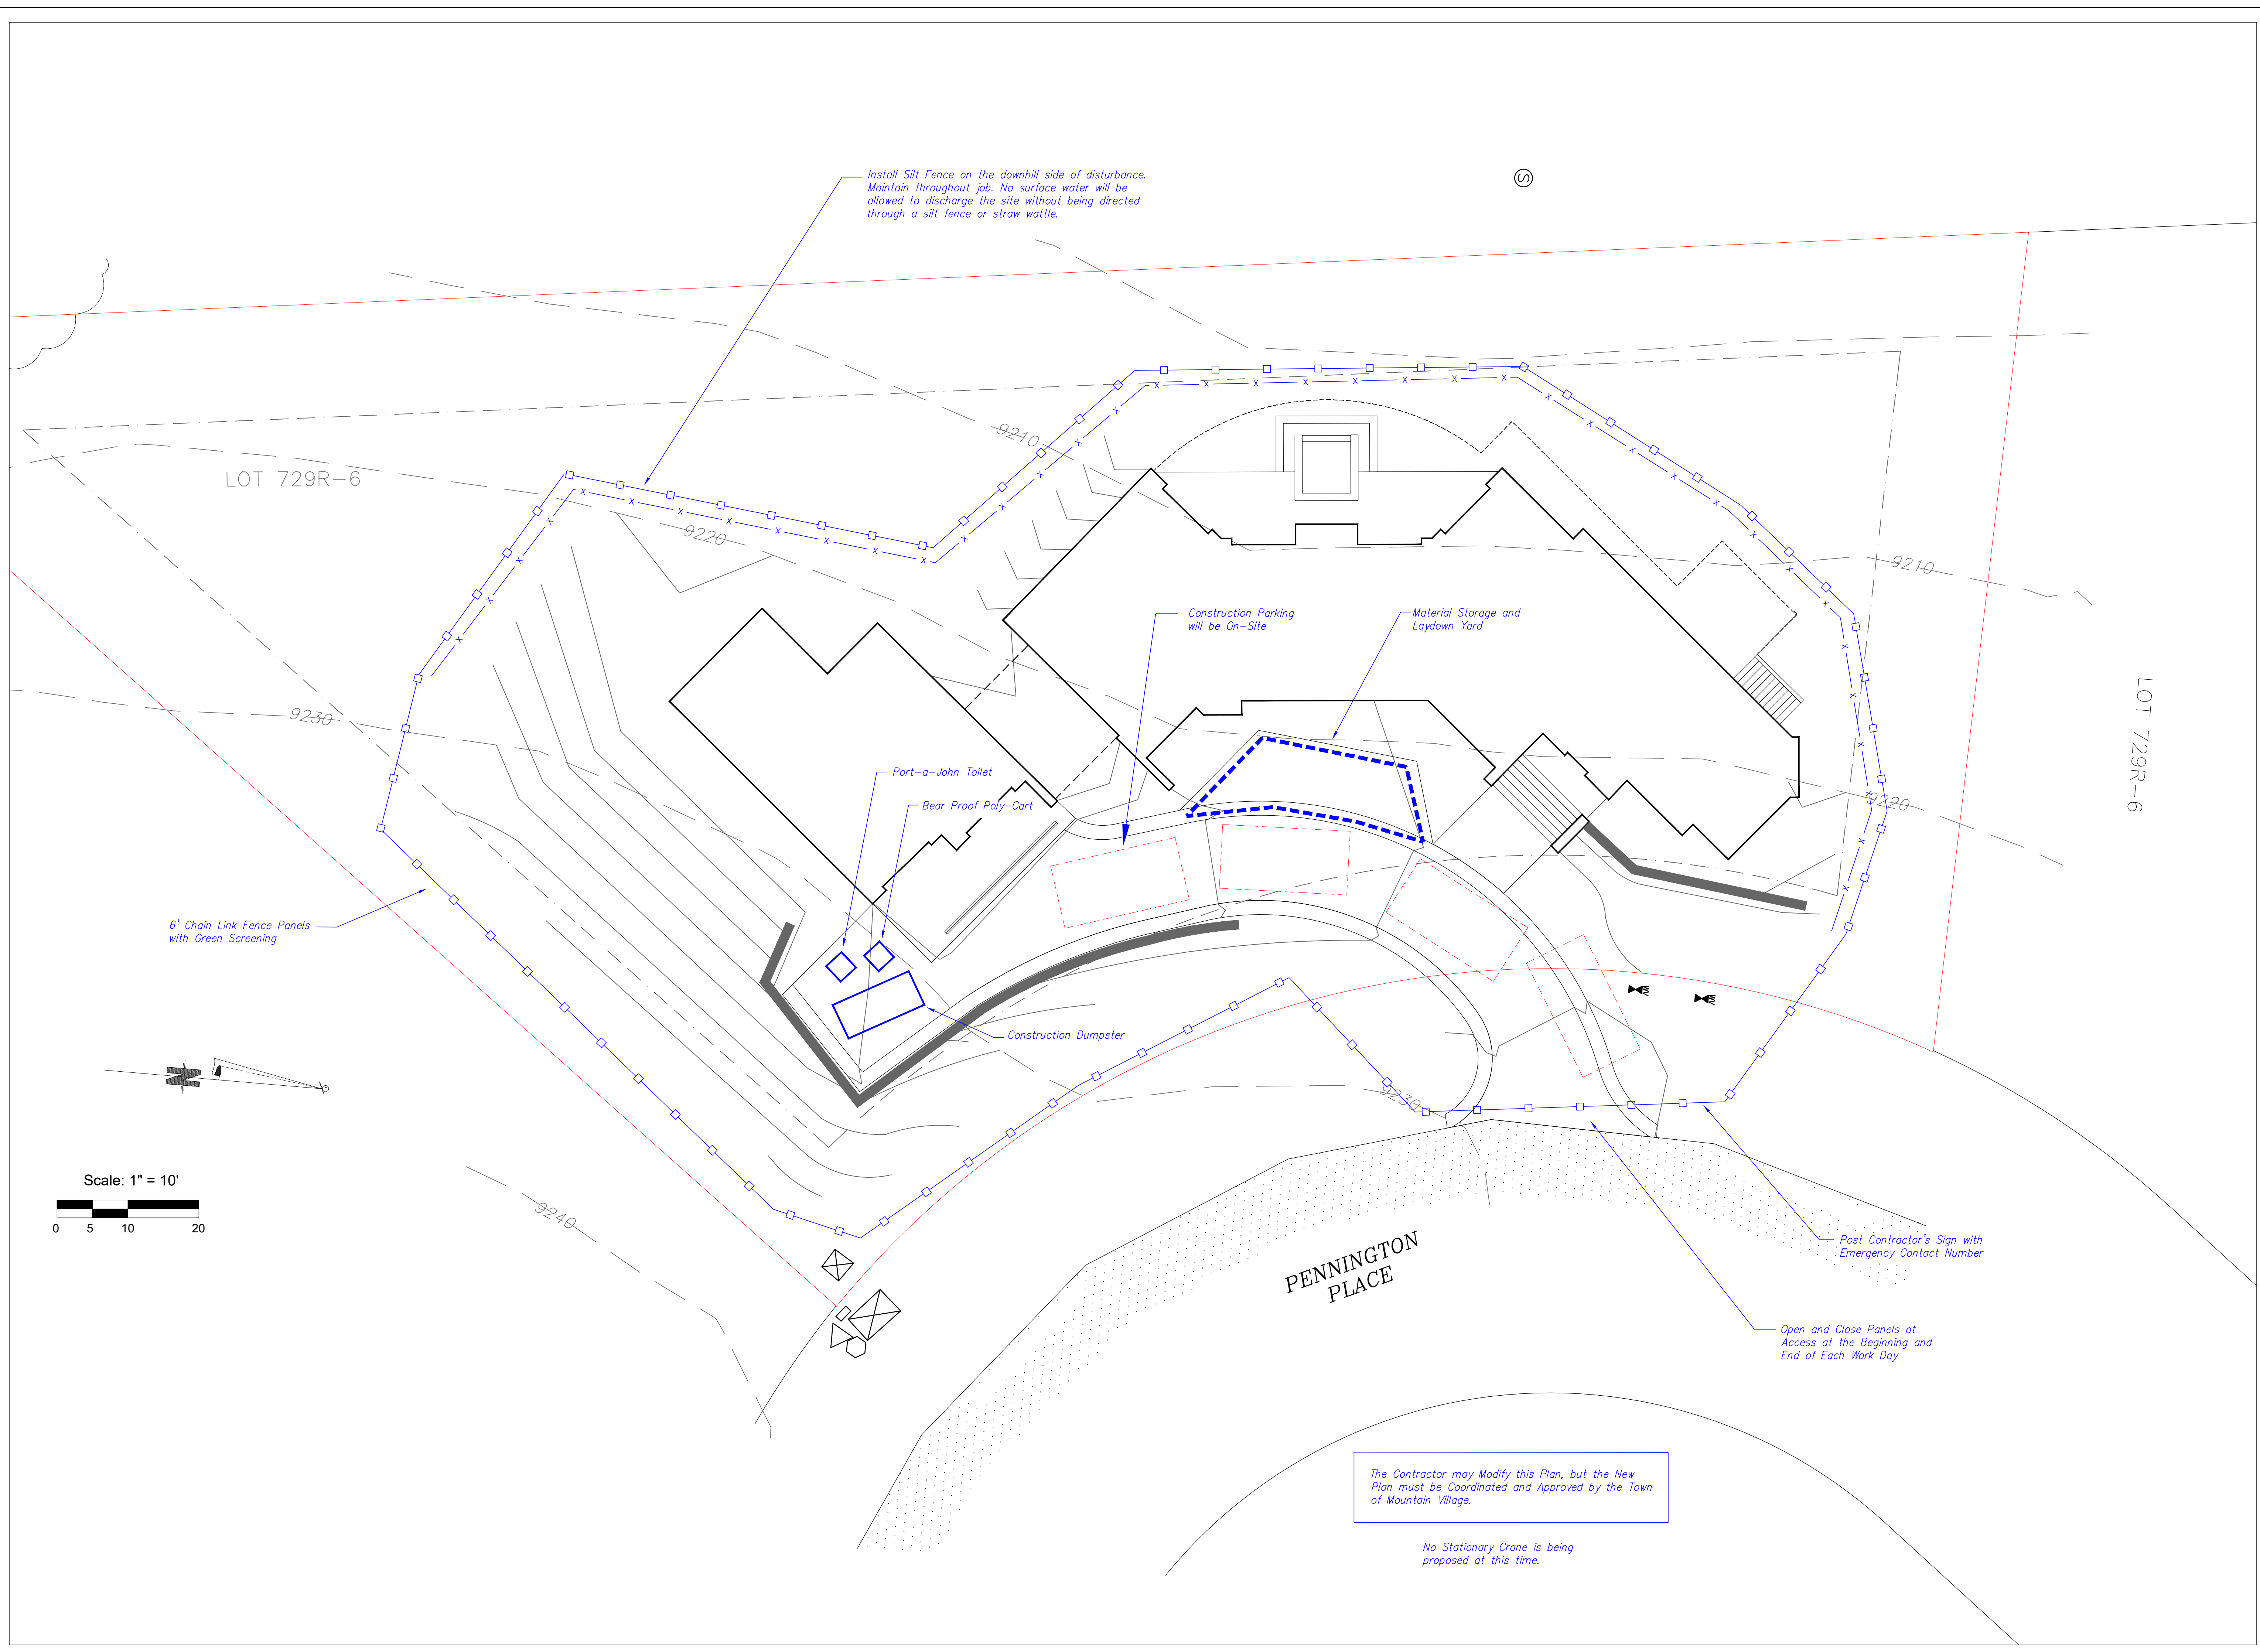 Install Silt Fence on the downhill side of disturbance.
Maintain throughout job. No surface water will be
allowed to discharge the site without being directed
through a silt fence or straw wattle.
S
9210
LOT 729R-6
9220
9210
Construction Parking
will be On-Site
Material Storage and
Laydown Yard
LOT 729R-6
9230
Port-a-John Toilet
Bear Proof Poly-Cart
9220
6' Chain Link Fence Panels
with Green Screening
W
W
Construction Dumpster
N
9230
Scale: 1" = 10'
0 5 10 20
9240
PENNINGTON
PLACE
Post Contractor's Sign with
Emergency Contact Number
Open and Close Panels at
Access at the Beginning and
End of Each Work Day
The Contractor may Modify this Plan, but the New
Plan must be Coordinated and Approved by the Town
of Mountain Village.
No Stationary Crane is being
proposed at this time.